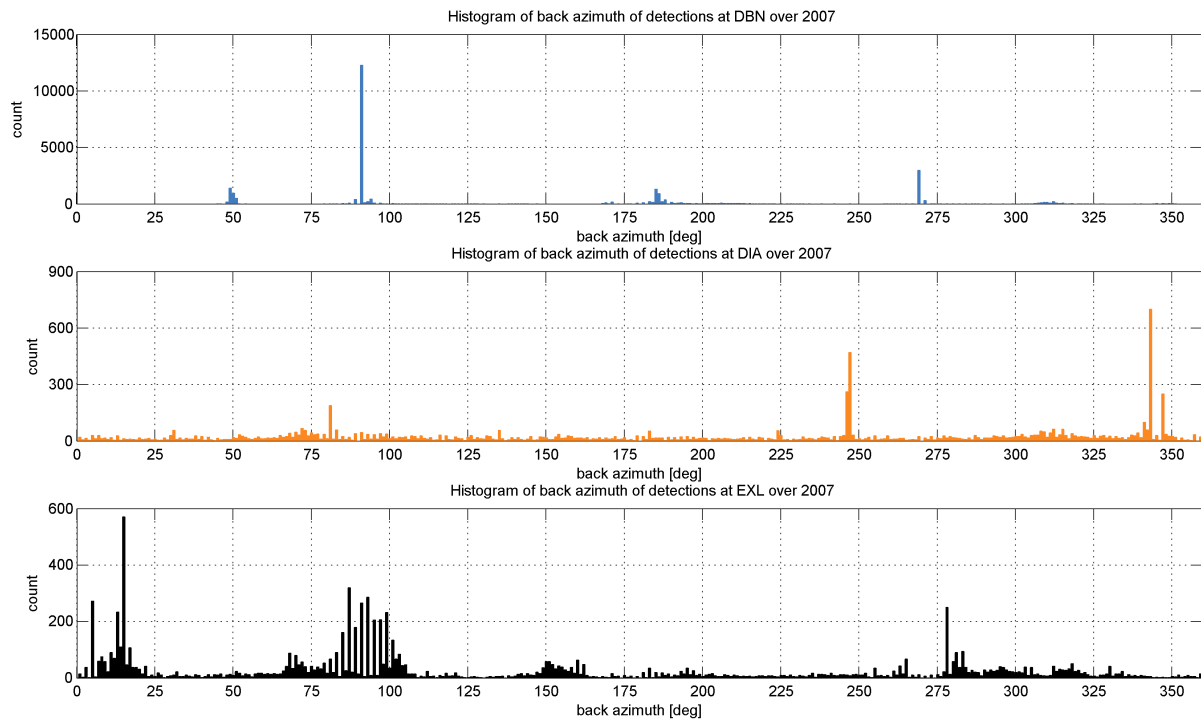 Histogram of back azimuth of detections at DBN over 2007
15000
10000
5000
0
count
0 25 50 75 100 125 150 175 200 225 250 275 300 325 350
back azimuth [deg]
Histogram of back azimuth of detections at DIA over 2007
900
600
300
0
count
0 25 50 75 100 125 150 175 200 225 250 275 300 325 350
back azimuth [deg]
Histogram of back azimuth of detections at EXL over 2007
600
400
200
0
count
0 25 50 75 100 125 150 175 200 225 250 275 300 325 350
back azimuth [deg]